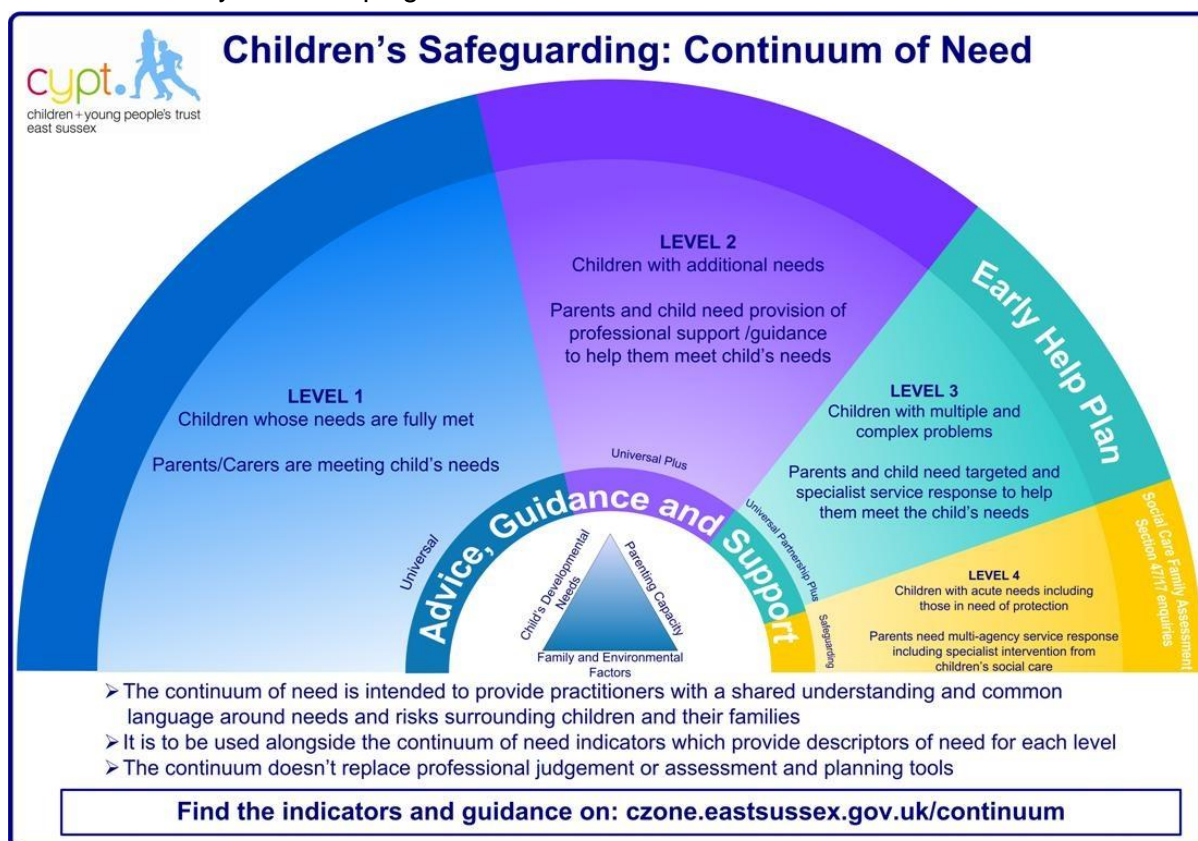 cypt.
children + young people's trust
east sussex
Children's Safeguarding: Continuum of Need
LEVEL 1
Children whose needs are fully met
Parents/Carers are meeting child's needs
LEVEL 2
Children with additional needs
Parents and child need provision of
professional support /guidance
to help them meet child's needs
Early Help Plan
LEVEL 3
Children with multiple and
complex problems
Parents and child need targeted and
specialist service response to help
them meet the child's needs
Social Care Family Assessment
Section 47/17 enquiries
LEVEL 4
Children with acute needs including
those in need of protection
Parents need multi-agency service response
including specialist intervention from
children's social care
Universal
Universal Plus
Universal Partnership Plus
Safeguarding
Advice, Guidance and Support
Child's Developmental
Needs
Parenting Capacity
Family and Environmental
Factors
➢ The continuum of need is intended to provide practitioners with a shared understanding and common
language around needs and risks surrounding children and their families
➢ It is to be used alongside the continuum of need indicators which provide descriptors of need for each level
➢ The continuum doesn't replace professional judgement or assessment and planning tools
Find the indicators and guidance on: czone.eastsussex.gov.uk/continuum